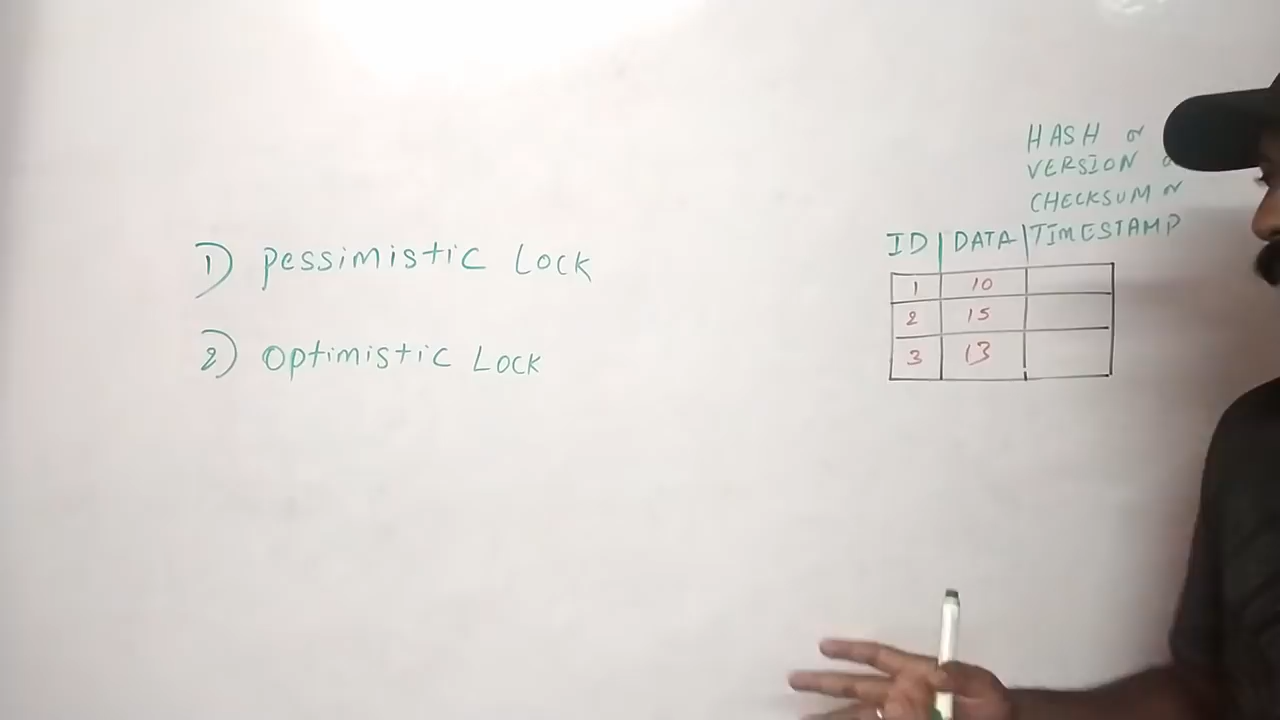 1) pessimistic Lock
2) optimistic Lock
HASH or
VERSION
CHECKSUM or
ID | DATA | TIMESTAMP
1 10
2 15
3 13